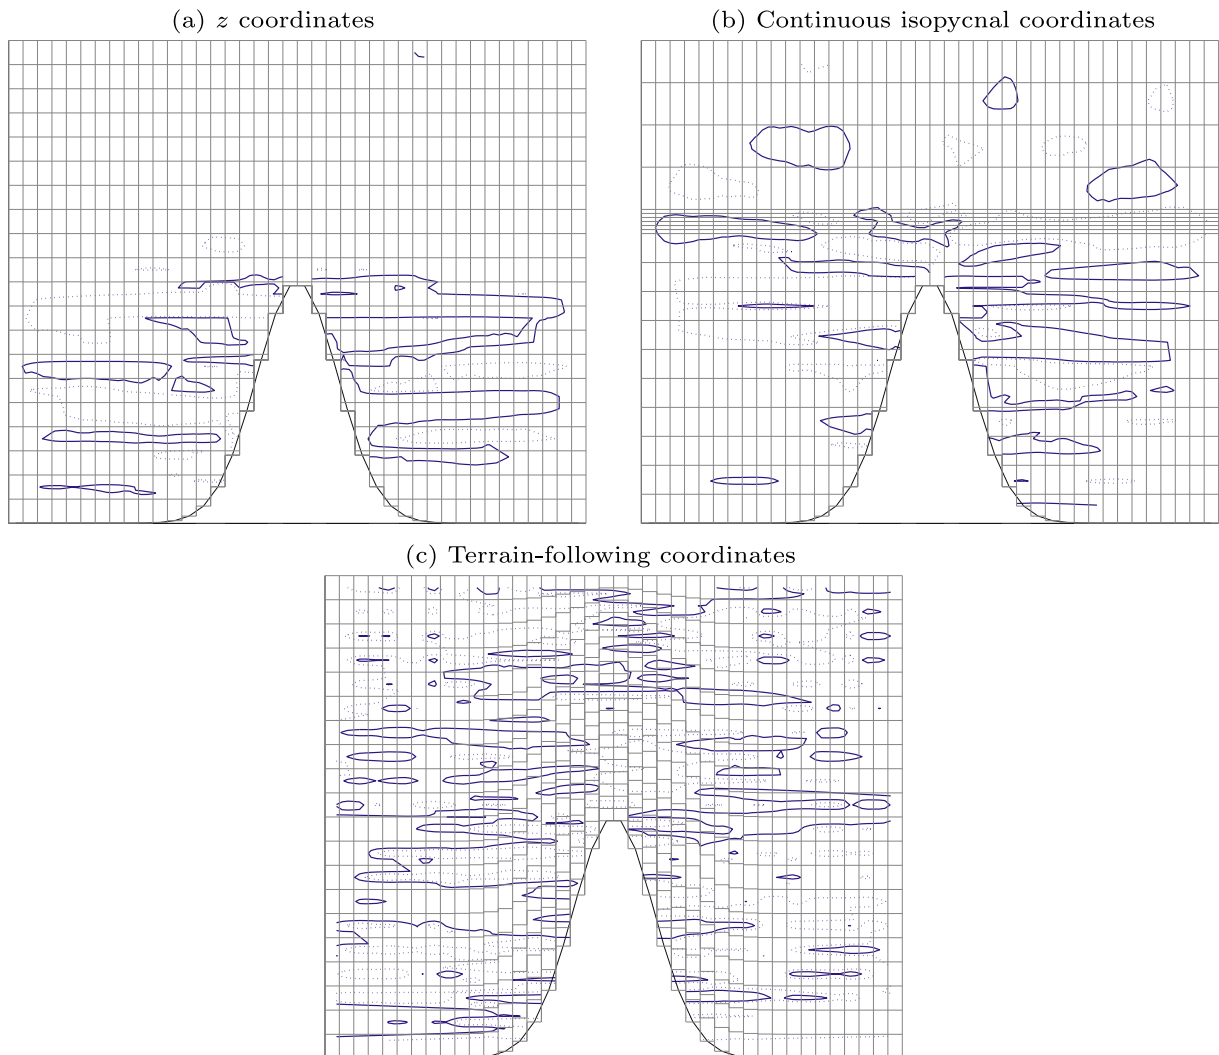 (a) z coordinates
(b) Continuous isopycnal coordinates
(c) Terrain-following coordinates